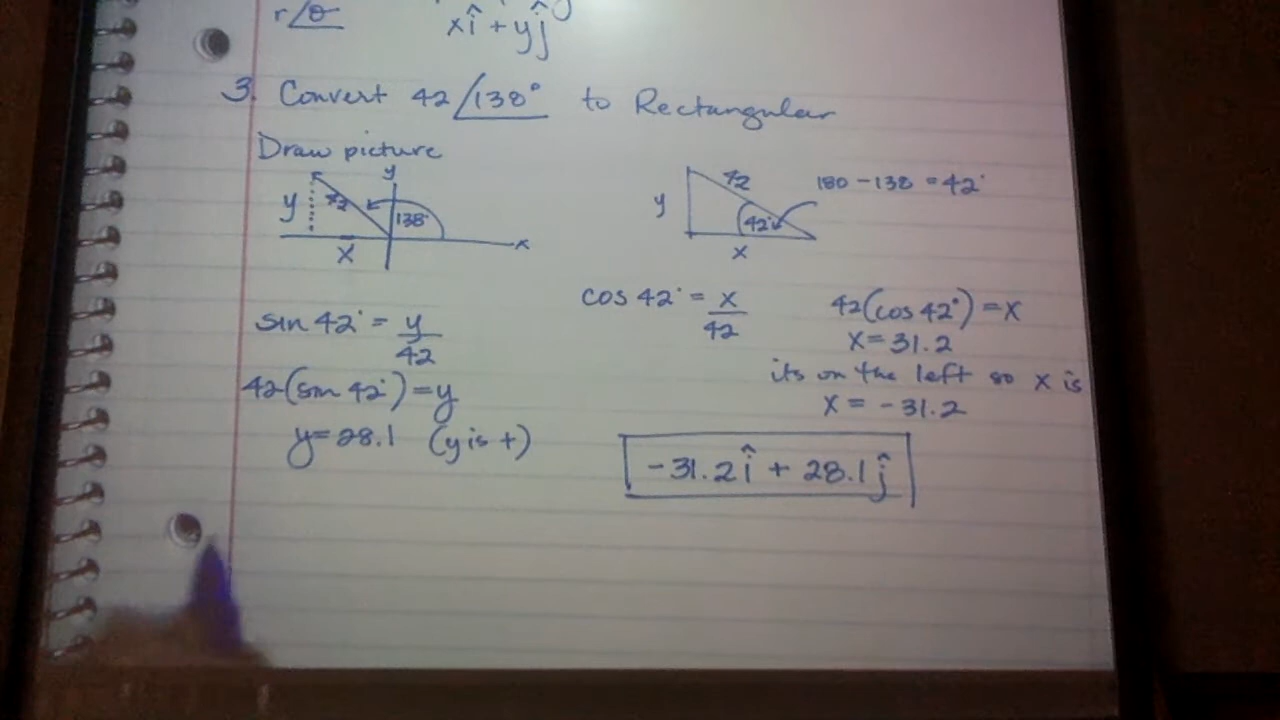 r∠θ
xî + yĵ
3. Convert 42∠138° to Rectangular
Draw picture
y
y
42
138°
x
X
42
180 - 138 = 42°
y
42°
x
cos 42° = x/42
42(cos 42°) = x
x = 31.2
its on the left so x is
x = -31.2
sin 42° = y/42
42(sin 42°) = y
y = 28.1 (y is +)
-31.2î + 28.1ĵ